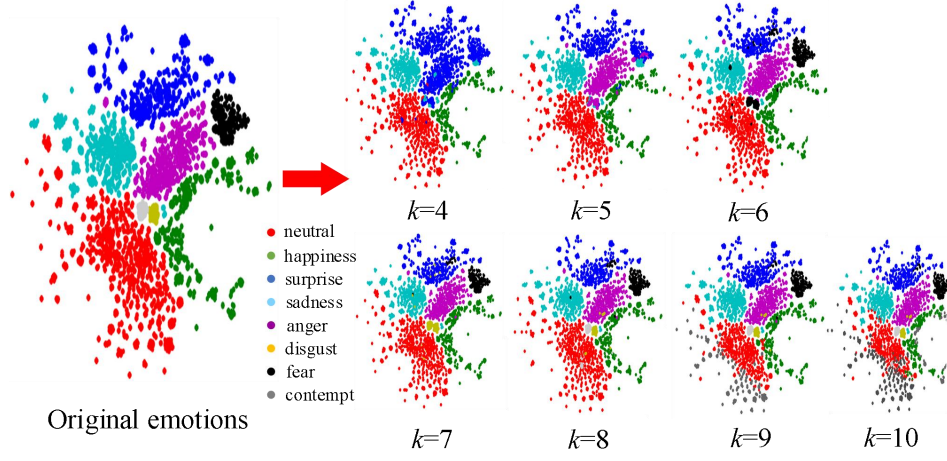 k=4
k=5
k=6
neutral
happiness
surprise
sadness
anger
disgust
fear
contempt
Original emotions
k=7
k=8
k=9
k=10